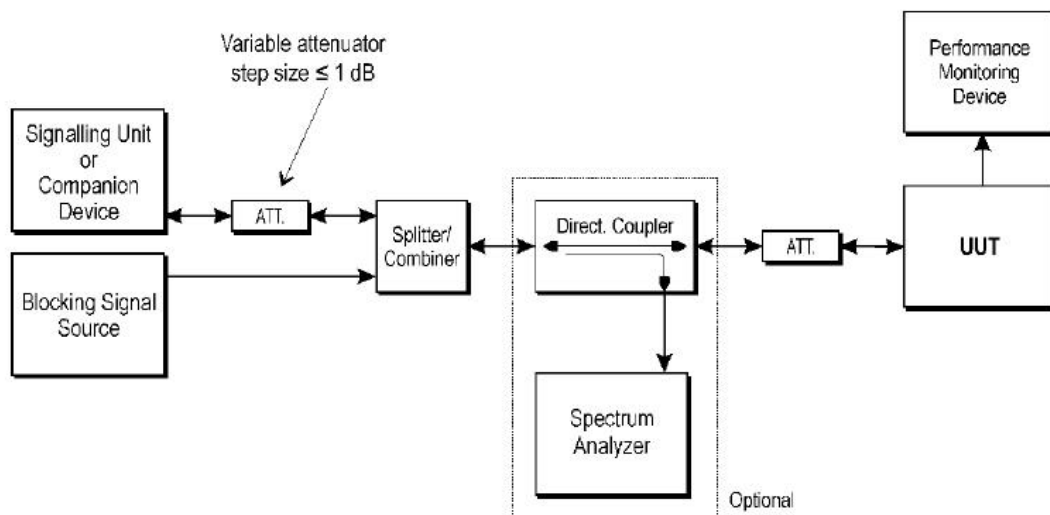 Variable attenuator
step size ≤ 1 dB
Performance
Monitoring
Device
Signalling Unit
or
Companion
Device
ATT.
Splitter/
Combiner
Direct. Coupler
ATT.
UUT
Blocking Signal
Source
Spectrum
Analyzer
Optional